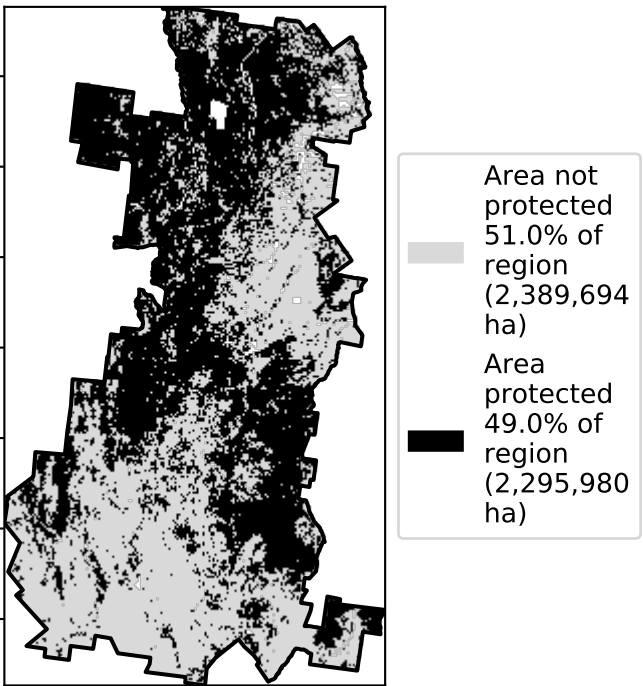 Area not
protected
51.0% of
region
(2,389,694
ha)
Area
protected
49.0% of
region
(2,295,980
ha)